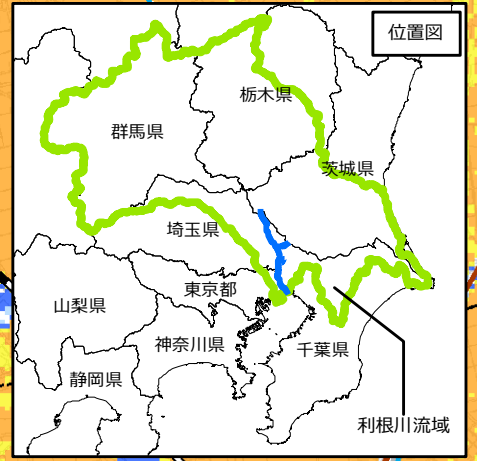 位置図
栃木県
群馬県
茨城県
埼玉県
東京都
山梨県
神奈川県
千葉県
静岡県
利根川流域